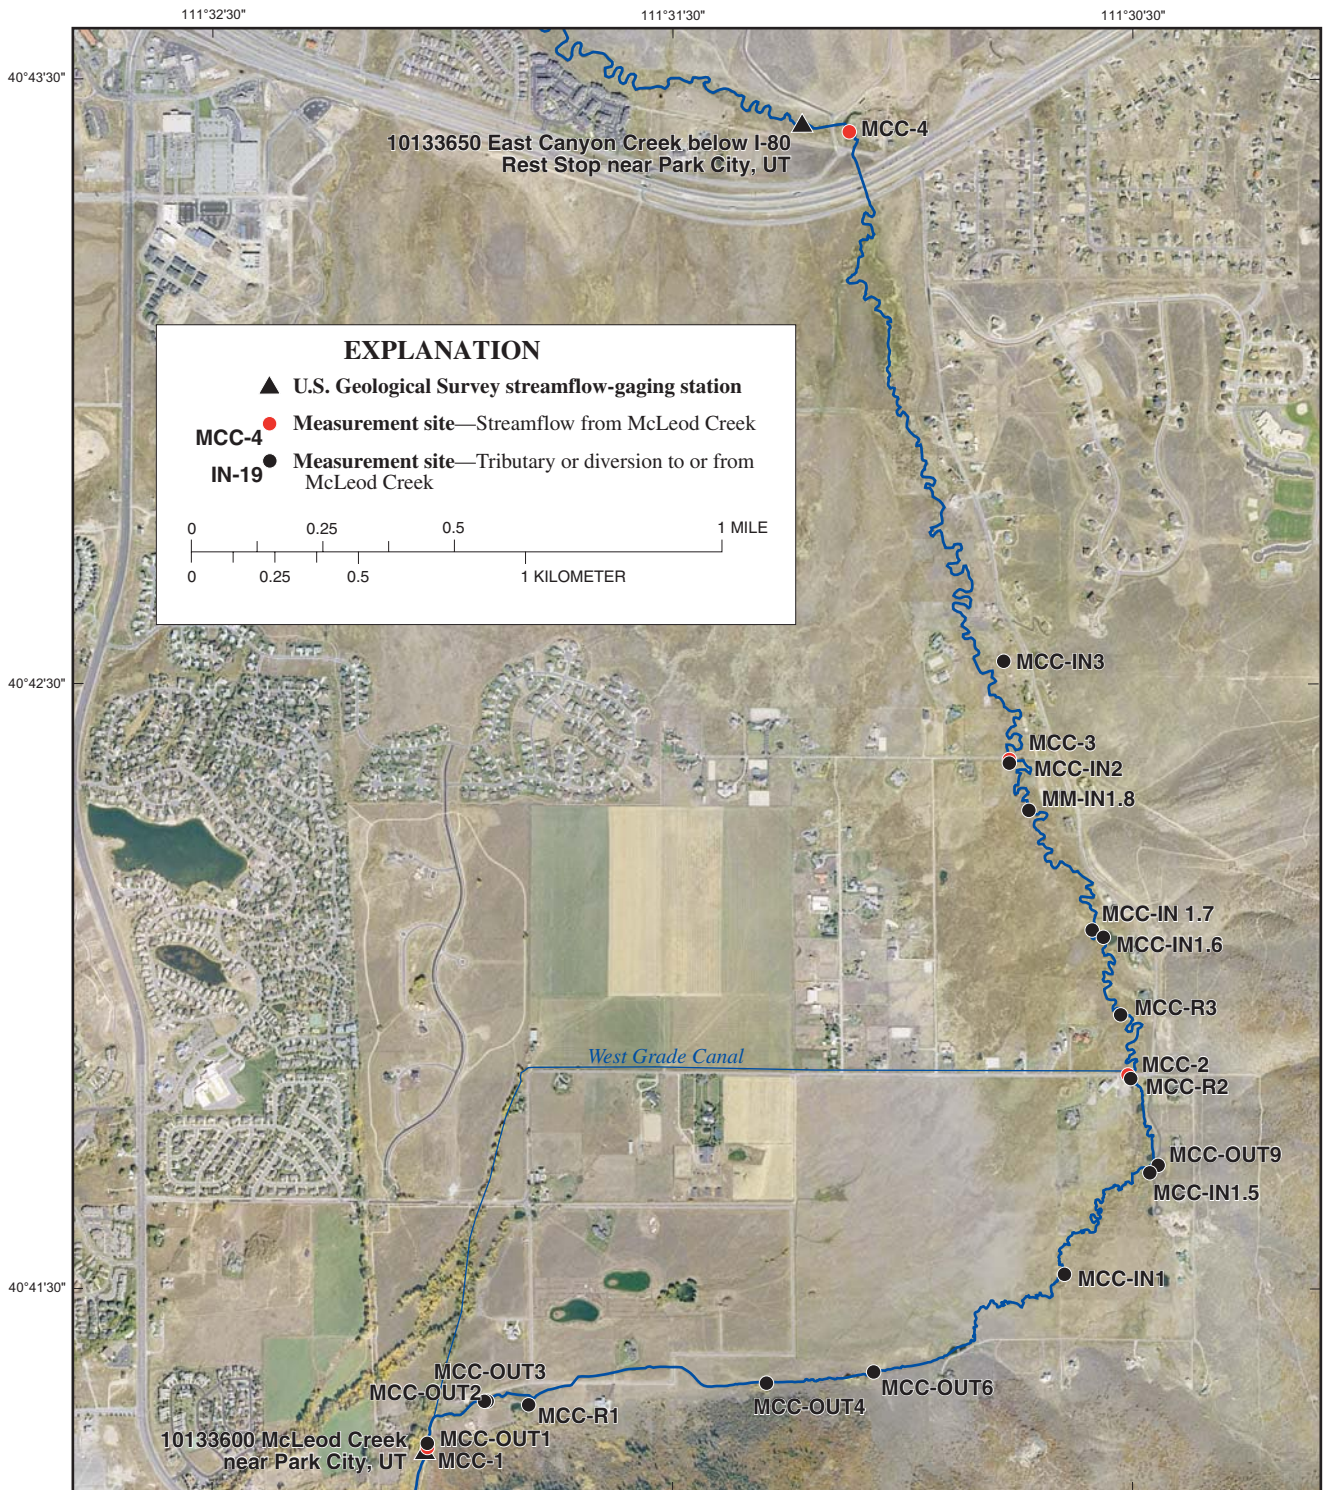 111°32'30"
111°31'30"
111°30'30"
40°43'30"
MCC-4
10133650 East Canyon Creek below I-80
Rest Stop near Park City, UT
EXPLANATION
U.S. Geological Survey streamflow-gaging station
Measurement site—Streamflow from McLeod Creek
MCC-4
Measurement site—Tributary or diversion to or from
IN-19
McLeod Creek
0 0.25 0.5 1 MILE
0 0.25 0.5 1 KILOMETER
MCC-IN3
40°42'30"
MCC-3
MCC-IN2
MM-IN1.8
MCC-IN 1.7
MCC-IN1.6
MCC-R3
West Grade Canal
MCC-2
MCC-R2
MCC-OUT9
MCC-IN1.5
MCC-IN1
40°41'30"
MCC-OUT3
MCC-OUT2
MCC-OUT6
MCC-OUT4
MCC-R1
10133600 McLeod Creek
near Park City, UT
MCC-OUT1
MCC-1